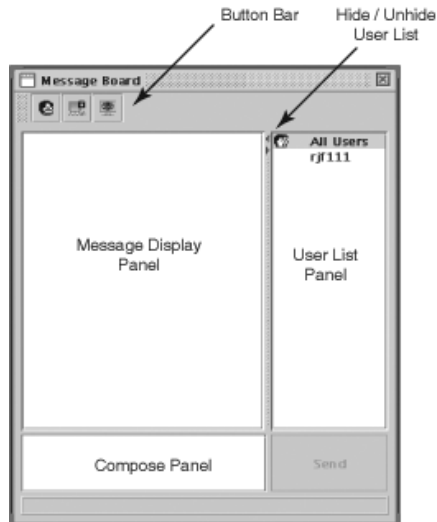 Button Bar
Hide / Unhide
User List
Message Board
All Users
rjf111
Message Display
Panel
User List
Panel
Compose Panel
Send